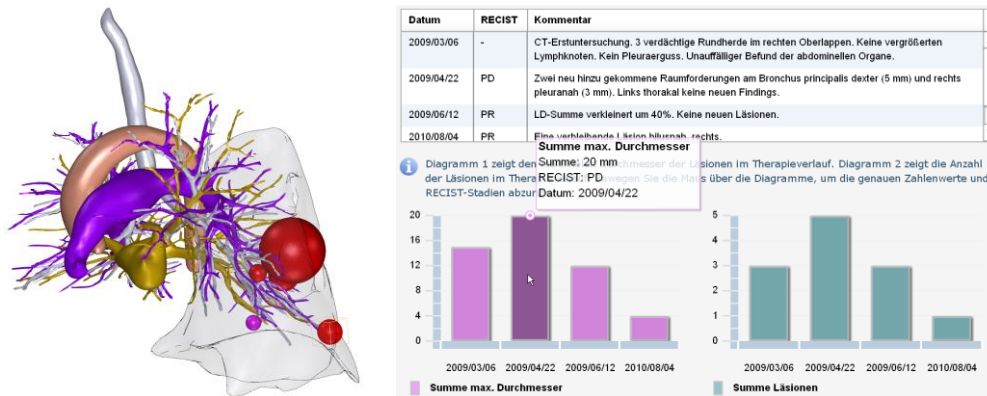 Datum RECIST Kommentar
2009/03/06 - CT-Erstuntersuchung. 3 verdächtige Rundherde im rechten Oberlappen. Keine vergrößerten
Lymphknoten. Kein Pleuraerguss. Unauffälliger Befund der abdominellen Organe.
2009/04/22 PD Zwei neu hinzu gekommene Raumforderungen am Bronchus principalis dexter (5 mm) und rechts
pleuranah (3 mm). Links thorakal keine neuen Findings.
2009/06/12 PR LD-Summe verkleinert um 40%. Keine neuen Läsionen.
2010/08/04 PR Eine verbleibende Läsion hilusnah, rechts.
Summe max. Durchmesser
Summe: 20 mm
RECIST: PD
Datum: 2009/04/22
Diagramm 1 zeigt den Durchmesser der Läsionen im Therapieverlauf. Diagramm 2 zeigt die Anzahl
der Läsionen im Bewegen Sie die Maus über die Diagramme, um die genauen Zahlenwerte und
RECIST-Stadien
20
16
12
8
4
0
2009/03/06 2009/04/22 2009/06/12 2010/08/04
Summe max. Durchmesser
5
4
3
2
1
0
2009/03/06 2009/04/22 2009/06/12 2010/08/04
Summe Läsionen